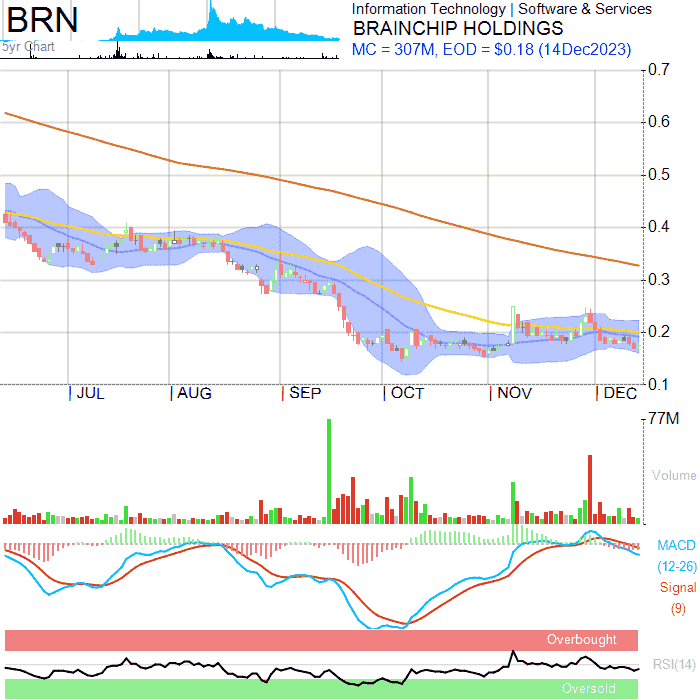 BRN
5yr Chart
Information Technology | Software & Services
BRAINCHIP HOLDINGS
MC = 307M, EOD = $0.18 (14Dec2023)
0.7
0.6
0.5
0.4
0.3
0.2
0.1
JUL
AUG
SEP
OCT
NOV
DEC
77M
Volume
MACD
(12-26)
Signal
(9)
Overbought
RSI(14)
Oversold